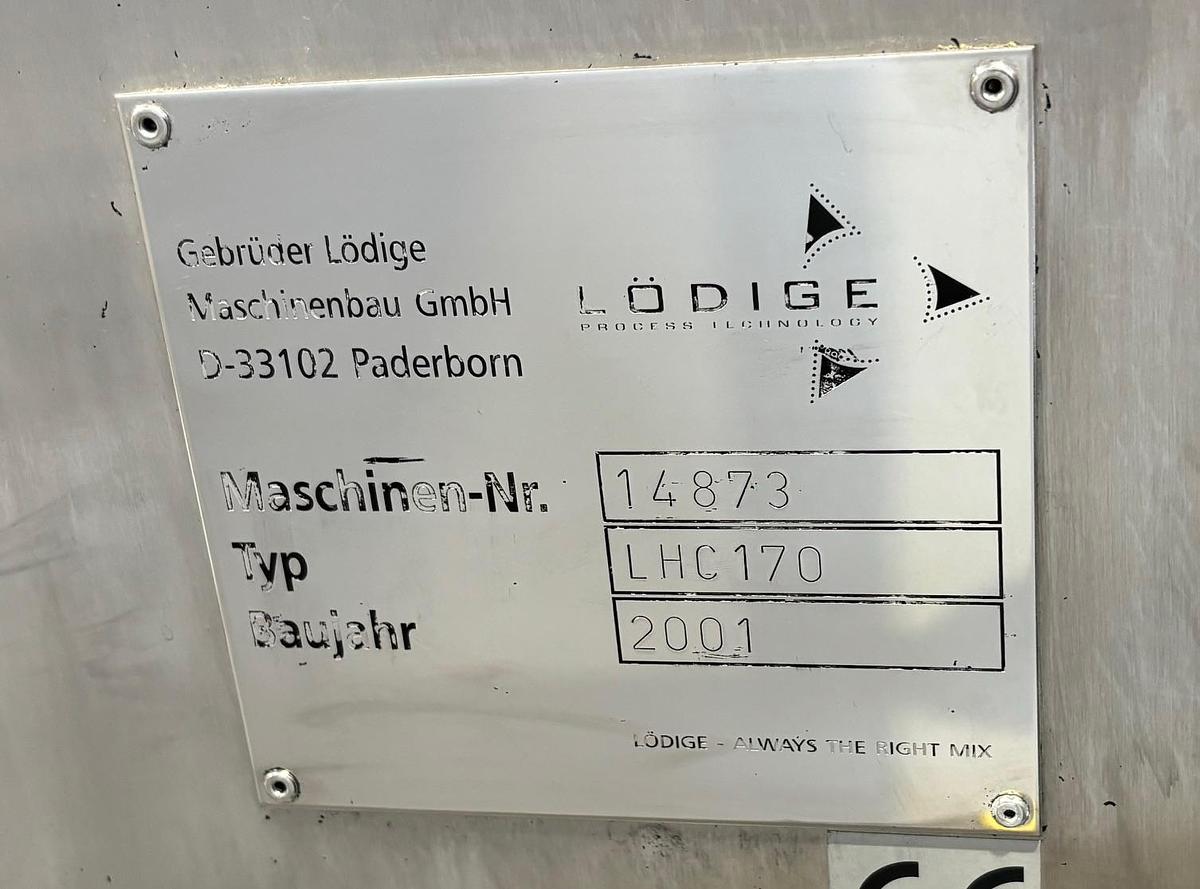 Gebrüder Lödige
Maschinenbau GmbH
D-33102 Paderborn
LÖDIGE
PROCESS TECHNOLOGY
Maschinen-Nr. 14873
Typ LHC170
Baujahr 2001
LÖDIGE - ALWAYS THE RIGHT MIX
CE